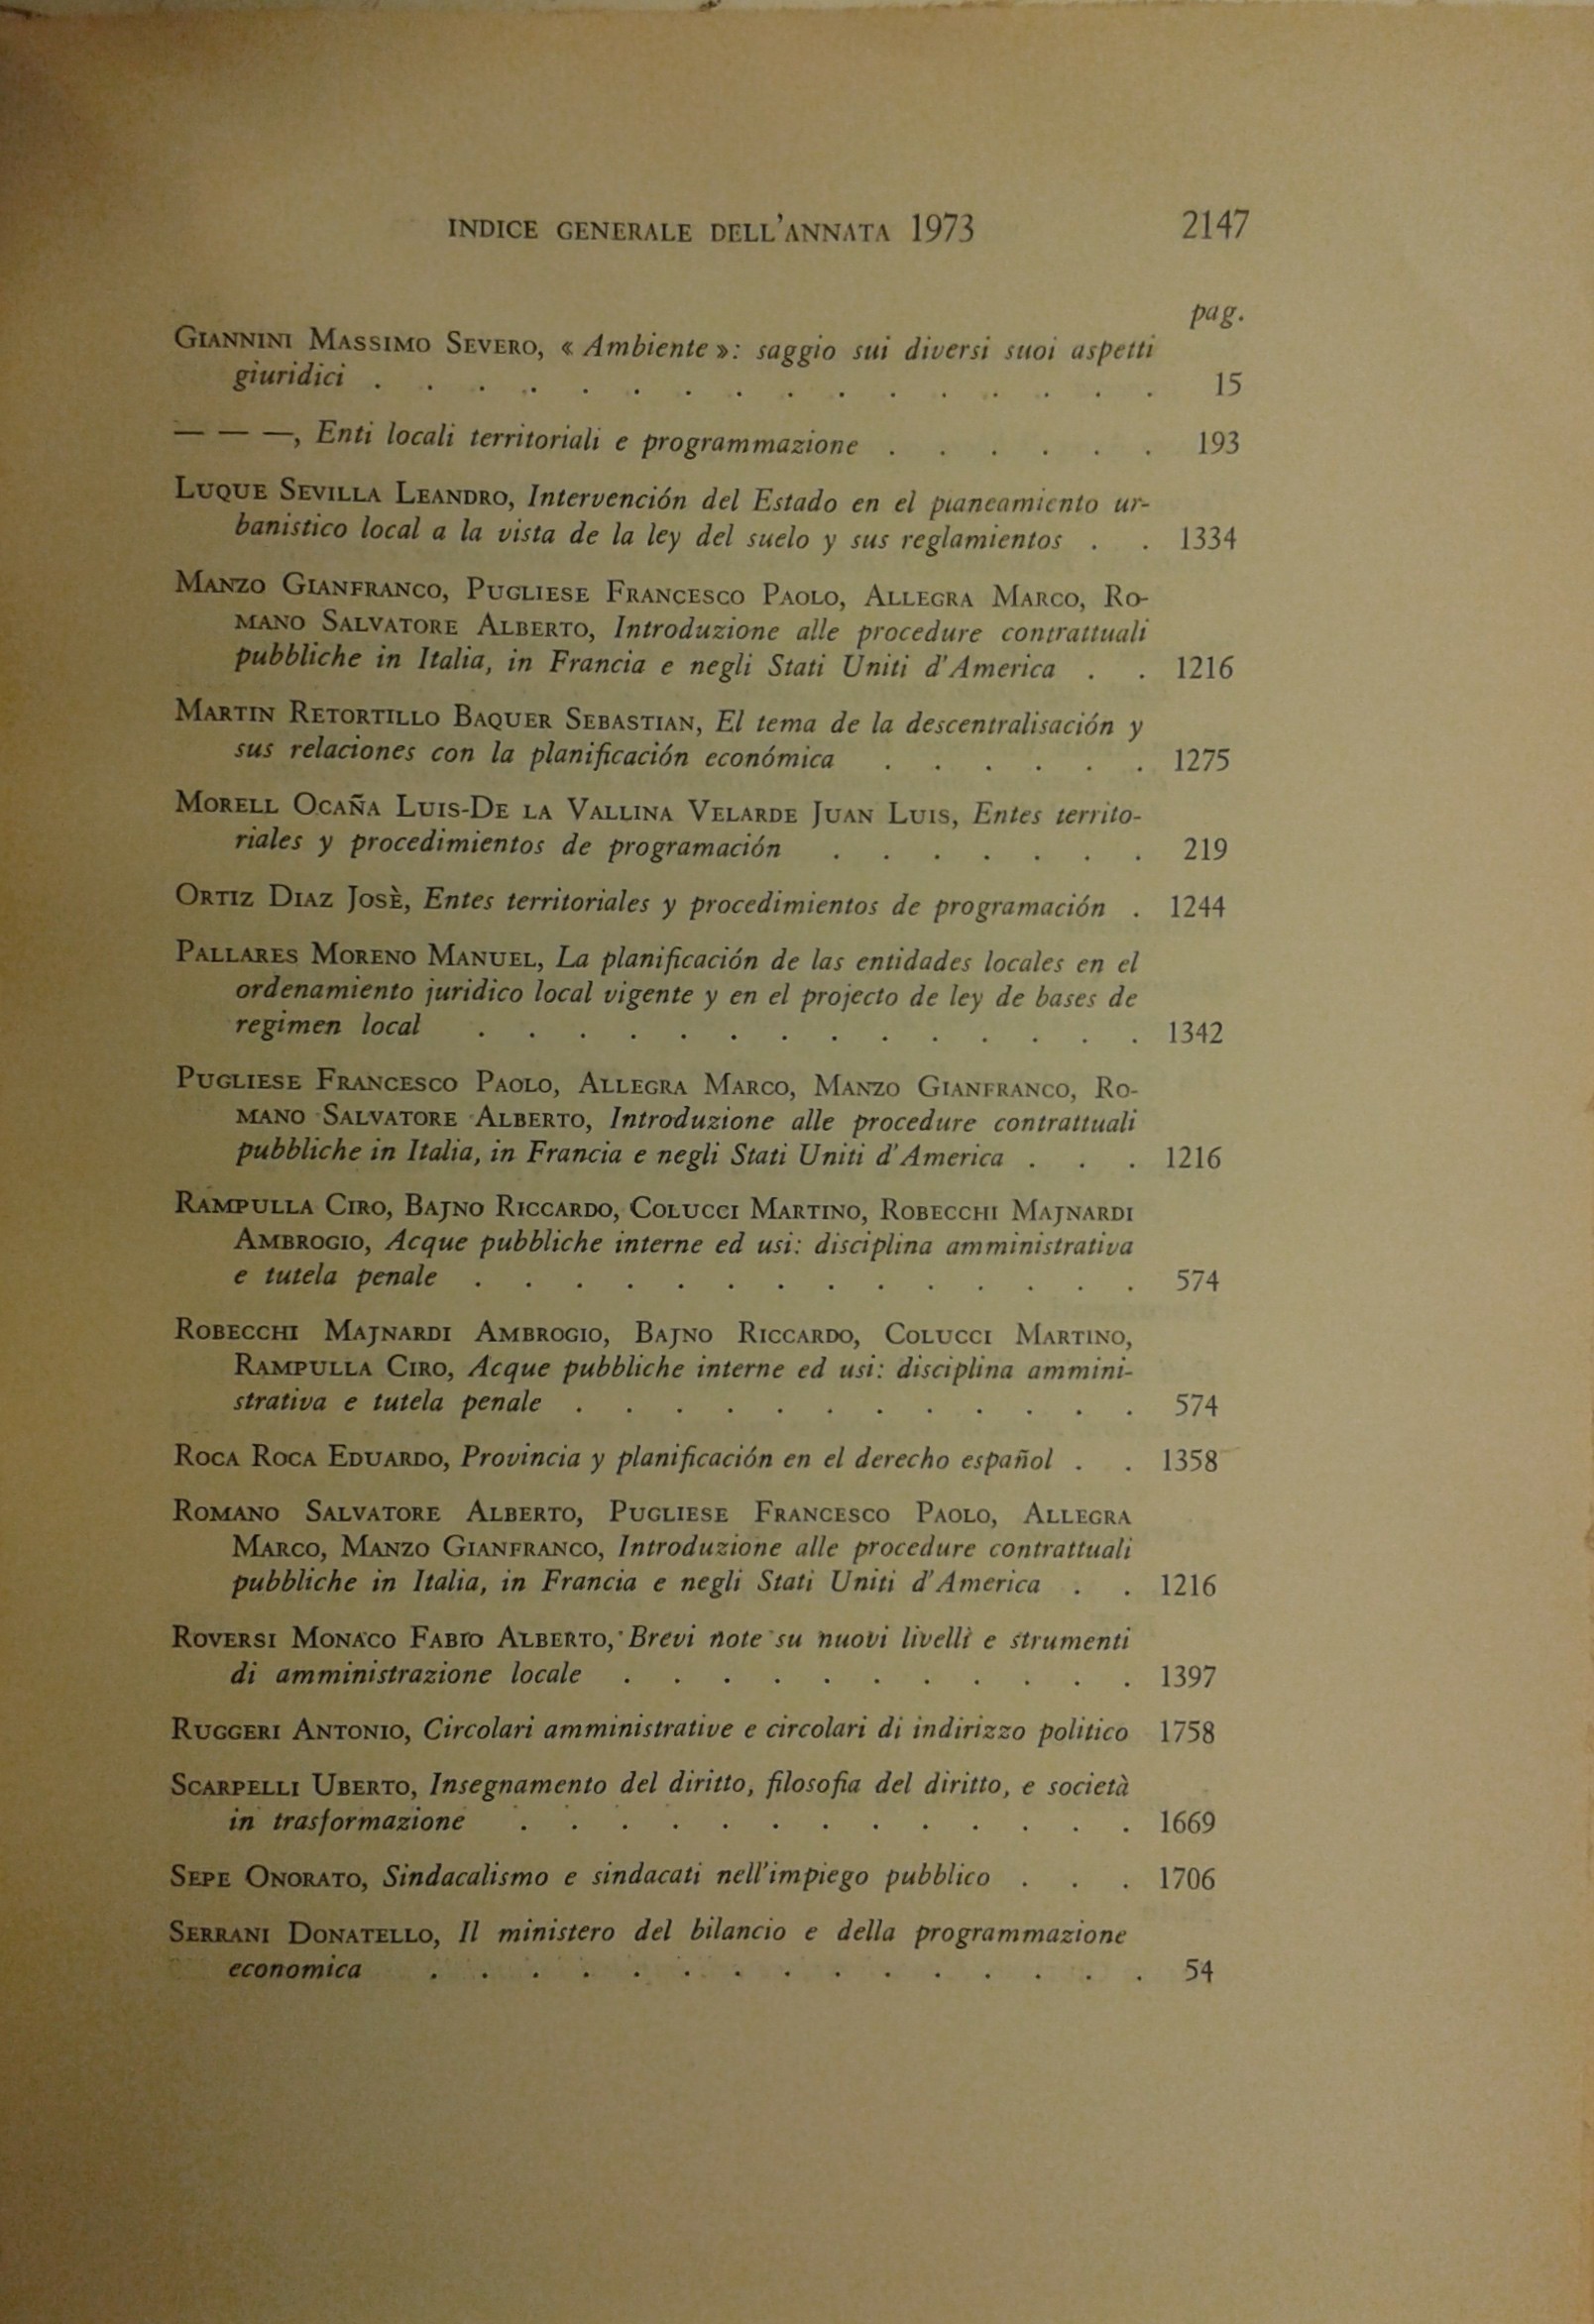 INDICE GENERALE DELL'ANNATA 1973 2147
pag.
GIANNINI MASSIMO SEVERO, « Ambiente »: saggio sui diversi suoi aspetti
giuridici . . . . . . . . . . . . . . . . 15
— — —, Enti locali territoriali e programmazione . . . . . . 193
LUQUE SEVILLA LEANDRO, Intervención del Estado en el planeamiento ur-
banistico local a la vista de la ley del suelo y sus reglamientos . . 1334
MANZO GIANFRANCO, PUGLIESE FRANCESCO PAOLO, ALLEGRA MARCO, RO-
MANO SALVATORE ALBERTO, Introduzione alle procedure contrattuali
pubbliche in Italia, in Francia e negli Stati Uniti d'America . . 1216
MARTIN RETORTILLO BAQUER SEBASTIAN, El tema de la descentralisación y
sus relaciones con la planificación económica . . . . . . 1275
MORELL OCAÑA LUIS-DE LA VALLINA VELARDE JUAN LUIS, Entes territo-
riales y procedimientos de programación . . . . . . . 219
ORTIZ DIAZ JOSÈ, Entes territoriales y procedimientos de programación . 1244
PALLARES MORENO MANUEL, La planificación de las entidades locales en el
ordenamiento juridico local vigente y en el projecto de ley de bases de
regimen local . . . . . . . . . . . . . . 1342
PUGLIESE FRANCESCO PAOLO, ALLEGRA MARCO, MANZO GIANFRANCO, RO-
MANO SALVATORE ALBERTO, Introduzione alle procedure contrattuali
pubbliche in Italia, in Francia e negli Stati Uniti d'America . . . 1216
RAMPULLA CIRO, BAJNO RICCARDO, COLUCCI MARTINO, ROBECCHI MAJNARDI
AMBROGIO, Acque pubbliche interne ed usi: disciplina amministrativa
e tutela penale . . . . . . . . . . . . . . 574
ROBECCHI MAJNARDI AMBROGIO, BAJNO RICCARDO, COLUCCI MARTINO,
RAMPULLA CIRO, Acque pubbliche interne ed usi: disciplina ammini-
strativa e tutela penale . . . . . . . . . . . . 574
ROCA ROCA EDUARDO, Provincia y planificación en el derecho español . . 1358
ROMANO SALVATORE ALBERTO, PUGLIESE FRANCESCO PAOLO, ALLEGRA
MARCO, MANZO GIANFRANCO, Introduzione alle procedure contrattuali
pubbliche in Italia, in Francia e negli Stati Uniti d'America . . 1216
ROVERSI MONACO FABIO ALBERTO, Brevi note su nuovi livelli e strumenti
di amministrazione locale . . . . . . . . . . . 1397
RUGGERI ANTONIO, Circolari amministrative e circolari di indirizzo politico 1758
SCARPELLI UBERTO, Insegnamento del diritto, filosofia del diritto, e società
in trasformazione . . . . . . . . . . . . . 1669
SEPE ONORATO, Sindacalismo e sindacati nell'impiego pubblico . . . 1706
SERRANI DONATELLO, Il ministero del bilancio e della programmazione
economica . . . . . . . . . . . . . . . 54